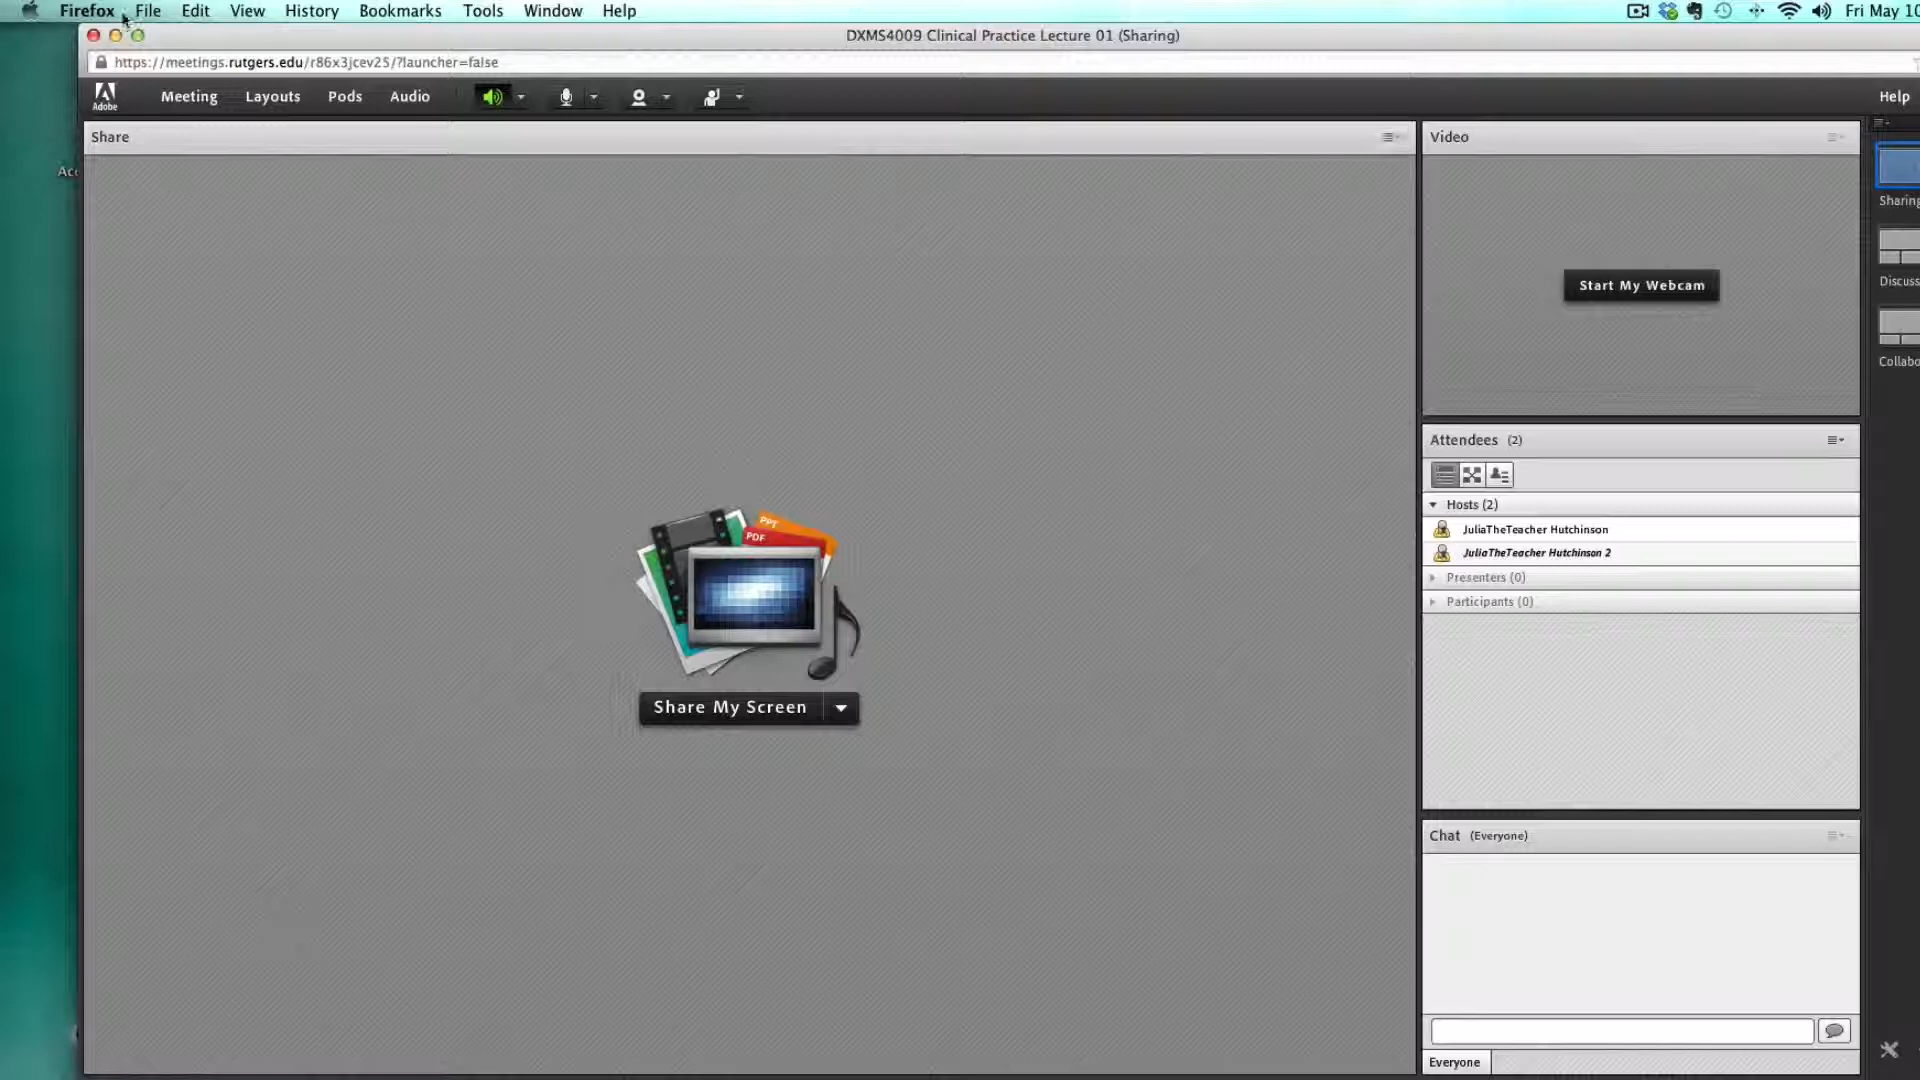 Firefox File Edit View History Bookmarks Tools Window Help Fri May 10
DXMS4009 Clinical Practice Lecture 01 (Sharing)
https://meetings.rutgers.edu/r86x3jcev25/?launcher=false
Adobe Meeting Layouts Pods Audio Help
Share
Video
Acc
Sharing
Start My Webcam
Discuss
Collabo
Attendees (2)
Hosts (2)
JuliaTheTeacher Hutchinson
JuliaTheTeacher Hutchinson 2
Presenters (0)
Participants (0)
PPT
PDF
Share My Screen
Chat (Everyone)
Everyone